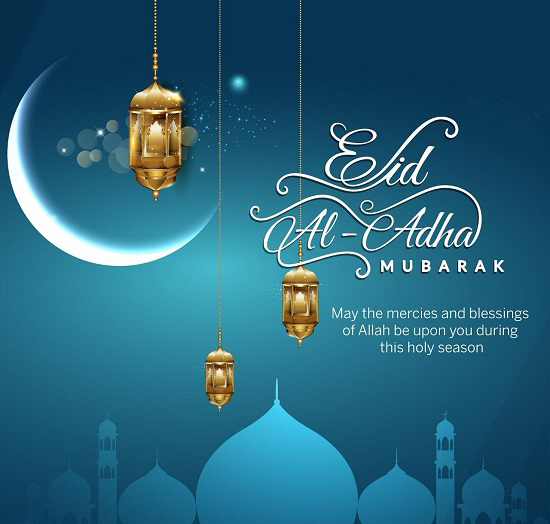 Eid
Al-Adha
MUBARAK
May the mercies and blessings
of Allah be upon you during
this holy season